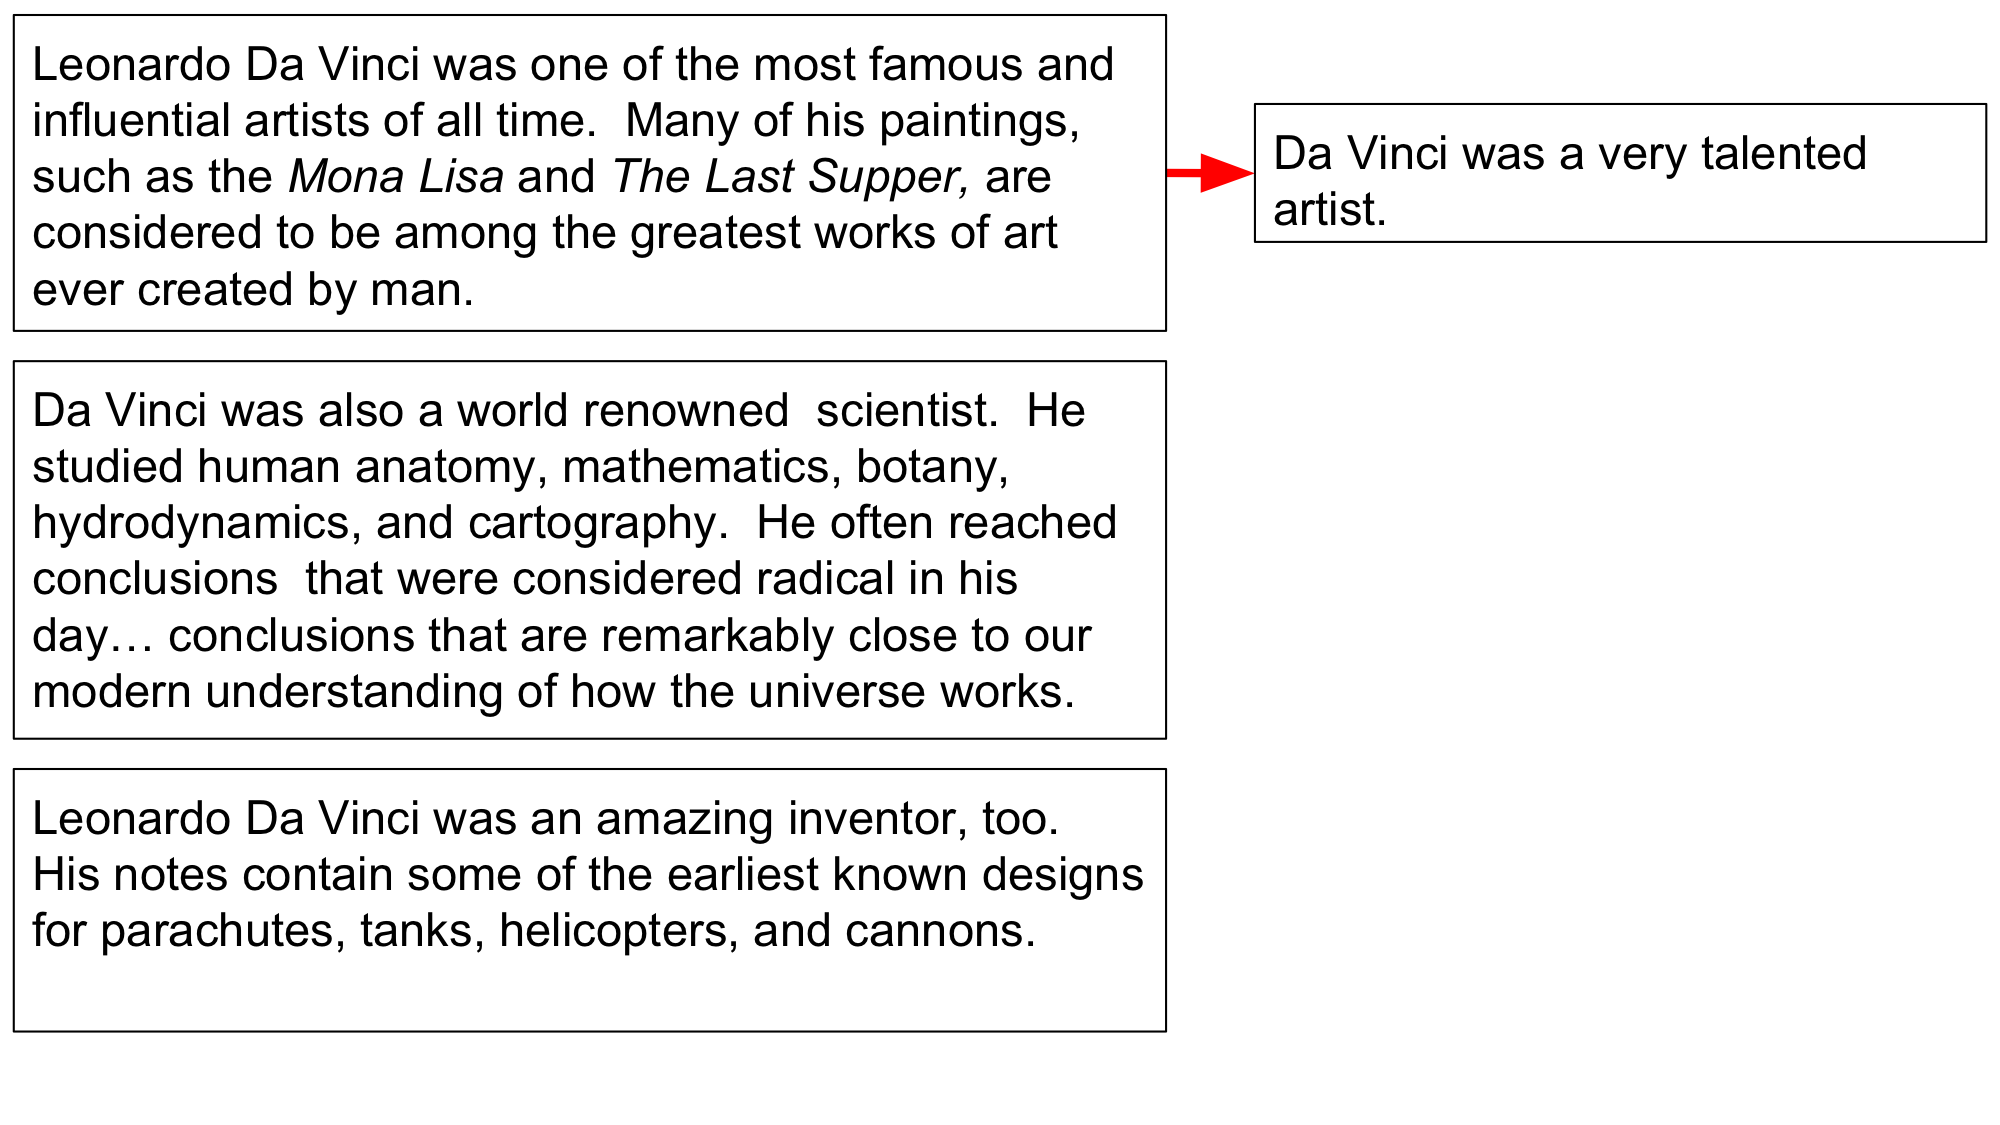 Leonardo Da Vinci was one of the most famous and
influential artists of all time.  Many of his paintings,
such as the Mona Lisa and The Last Supper, are
considered to be among the greatest works of art
ever created by man.
Da Vinci was a very talented
artist.
Da Vinci was also a world renowned  scientist.  He
studied human anatomy, mathematics, botany,
hydrodynamics, and cartography.  He often reached
conclusions  that were considered radical in his
day… conclusions that are remarkably close to our
modern understanding of how the universe works.
Leonardo Da Vinci was an amazing inventor, too.
His notes contain some of the earliest known designs
for parachutes, tanks, helicopters, and cannons.